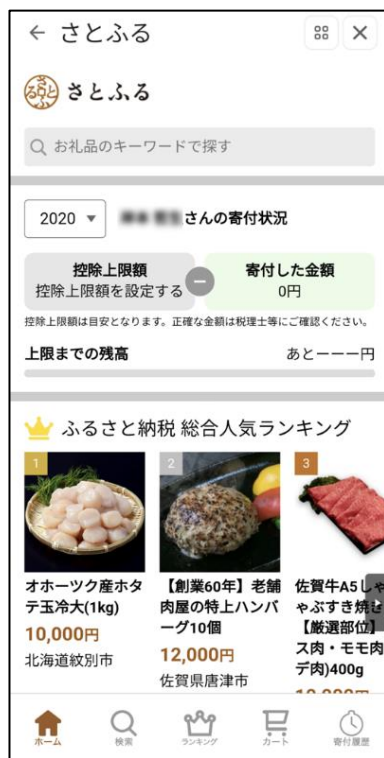 さとふる
さとふる
お礼品のキーワードで探す
2020
さんの寄付状況
控除上限額
控除上限額を設定する
寄付した金額
0円
控除上限額は目安となります。正確な金額は税理士等にご確認ください。
上限までの残高
あとーーー円
ふるさと納税 総合人気ランキング
1
オホーツク産ホタ
テ玉冷大(1kg)
10,000円
北海道紋別市
2
【創業60年】老舗
肉屋の特上ハンバ
ーグ10個
12,000円
佐賀県唐津市
3
佐賀牛A5しゃ
ゃぶすき焼き
【厳選部位】
ス肉・モモ肉
デ肉)400g
ホーム
検索
ランキング
カート
寄付履歴